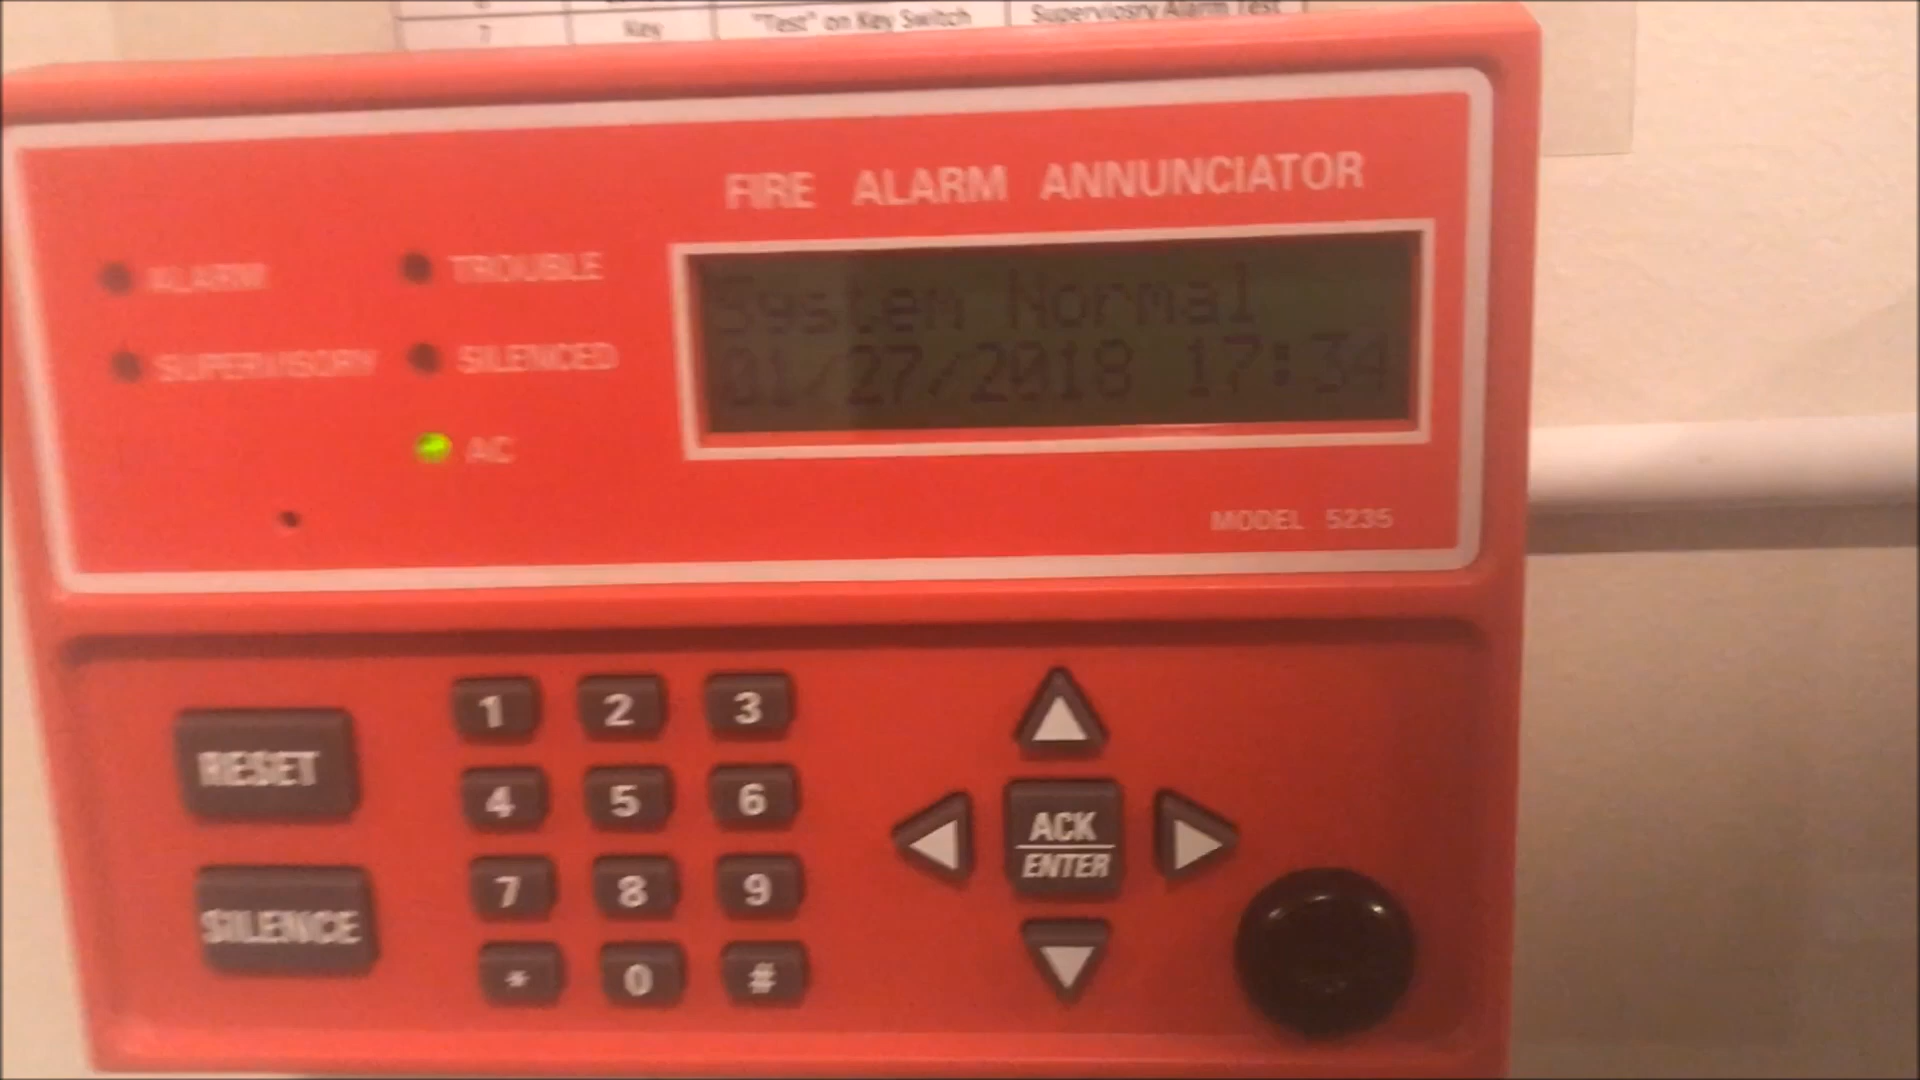 7 Key "Test" on Key Switch Superviosry Alarm Test
FIRE ALARM ANNUNCIATOR
ALARM
TROUBLE
SUPERVISORY
SILENCED
AC
System Normal
01/27/2018 17:34
MODEL 5235
RESET
SILENCE
1 2 3
4 5 6
7 8 9
* 0 #
ACK
ENTER